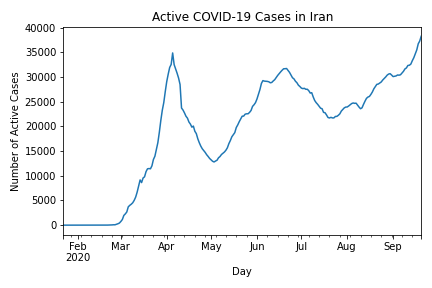 Active COVID-19 Cases in Iran
40000
35000
30000
25000
20000
15000
10000
5000
0
Number of Active Cases
Feb
2020
Mar
Apr
May
Jun
Jul
Aug
Sep
Day